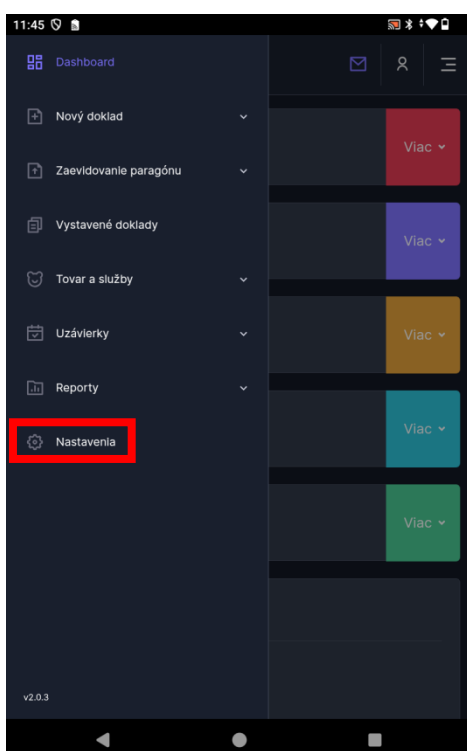 11:45
Dashboard
Nový doklad
Viac
Zaevidovanie paragónu
Vystavené doklady
Viac
Tovar a služby
Uzávierky
Viac
Reporty
Viac
Nastavenia
Viac
v2.0.3